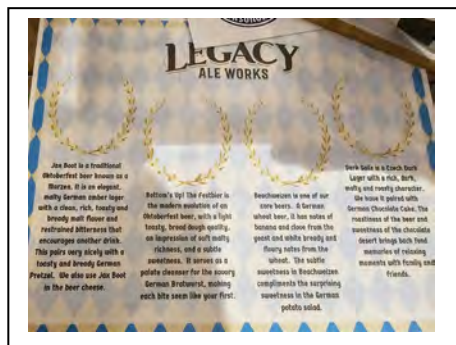 LEGACY
ALE WORKS
Jax Boot is a traditional
Oktoberfest beer known as a
Marzen. It is an elegant,
malty German amber lager
with a clean, rich, toasty and
bready malt flavor and
restrained bitterness that
encourages another drink.
This pairs very nicely with a
toasty and bready German
Pretzel. We also use Jax Boot
in the beer cheese.
Bottom's Up! The Festbier is
the modern evolution of an
Oktoberfest beer, with a light
toasty, bread dough quality,
an impression of soft malty
richness, and a subtle
sweetness. It serves as a
palate cleanser for the savory
German Bratwurst, making
each bite seem like your first.
Beachweizen is one of our
core beers. A German
wheat beer, it has notes of
banana and clove from the
yeast and white bready and
floury notes from the
wheat. The subtle
sweetness in Beachweizen
compliments the surprising
sweetness in the German
potato salad.
Dark Sale is a Czech Dark
Lager with a rich, dark,
malty and roasty character.
We have it paired with
German Chocolate Cake. The
roastiness of the beer and
sweetness of the chocolate
desert brings back fond
memories of relaxing
moments with family and
friends.